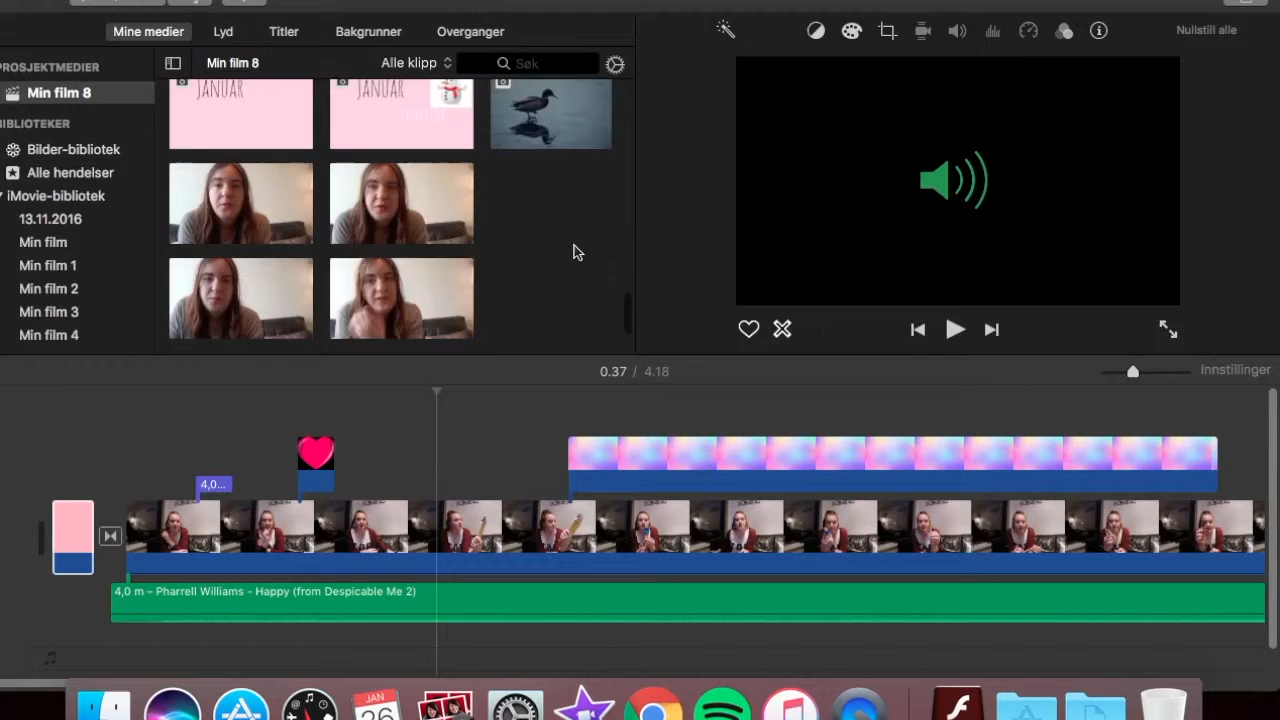 Mine medier Lyd Titler Bakgrunner Overganger
Nullstill alle
PROSJEKTMEDIER
Min film 8
Alle klipp
Søk
Min film 8
JANUAR
JANUAR
BIBLIOTEKER
Bilder-bibliotek
Alle hendelser
iMovie-bibliotek
13.11.2016
Min film
Min film 1
Min film 2
Min film 3
Min film 4
0.37 / 4.18
Innstillinger
4,0...
4,0 m – Pharrell Williams - Happy (from Despicable Me 2)
JAN
26